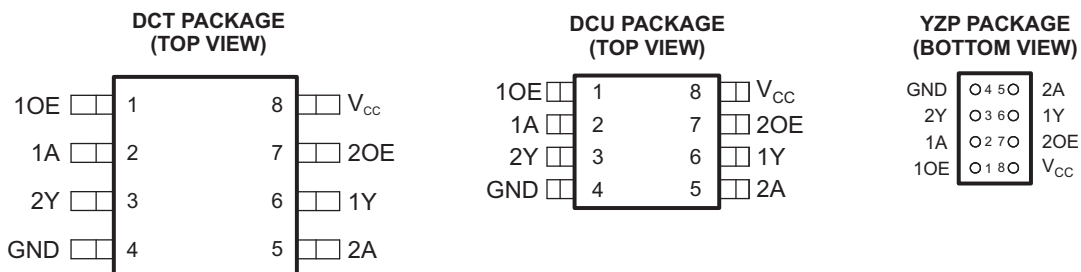 DCT PACKAGE
(TOP VIEW)
1OE 1 8 VCC
1A 2 7 2OE
2Y 3 6 1Y
GND 4 5 2A
DCU PACKAGE
(TOP VIEW)
1OE 1 8 VCC
1A 2 7 2OE
2Y 3 6 1Y
GND 4 5 2A
YZP PACKAGE
(BOTTOM VIEW)
GND 4 5 2A
2Y 3 6 1Y
1A 2 7 2OE
1OE 1 8 VCC